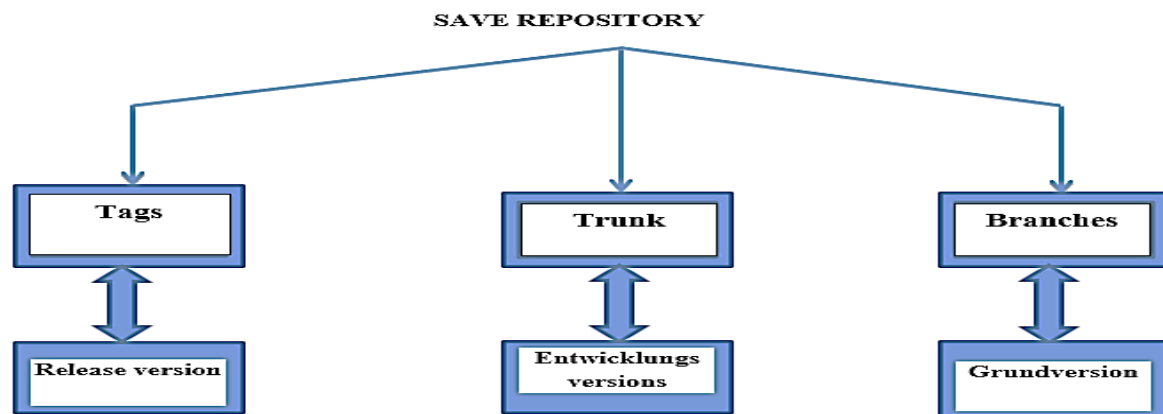 SAVE REPOSITORY
Tags
Trunk
Branches
Release version
Entwicklungs
versions
Grundversion